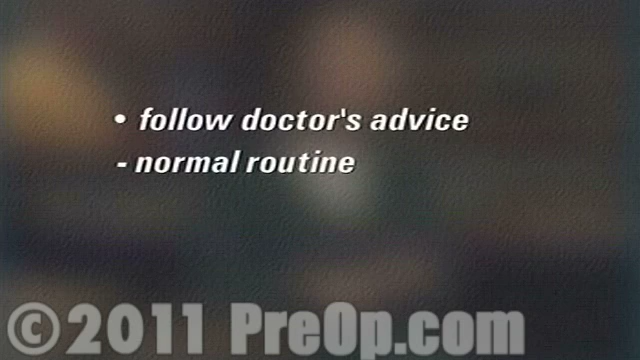 • follow doctor's advice
- normal routine
© 2011 PreOp.com